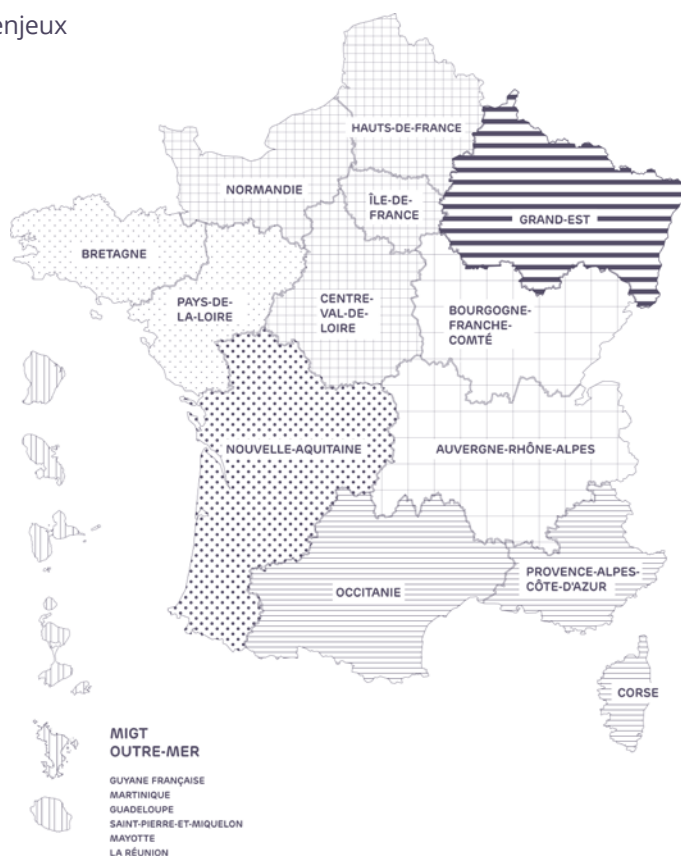 enjeux
HAUTS-DE-FRANCE
NORMANDIE
ÎLE-DE-
FRANCE
GRAND-EST
BRETAGNE
PAYS-DE-
LA-LOIRE
CENTRE-
VAL-DE-
LOIRE
BOURGOGNE-
FRANCHE-
COMTÉ
NOUVELLE-AQUITAINE
AUVERGNE-RHÔNE-ALPES
OCCITANIE
PROVENCE-ALPES-
CÔTE-D'AZUR
CORSE
MIGT
OUTRE-MER
GUYANE FRANÇAISE
MARTINIQUE
GUADELOUPE
SAINT-PIERRE-ET-MIQUELON
MAYOTTE
LA RÉUNION